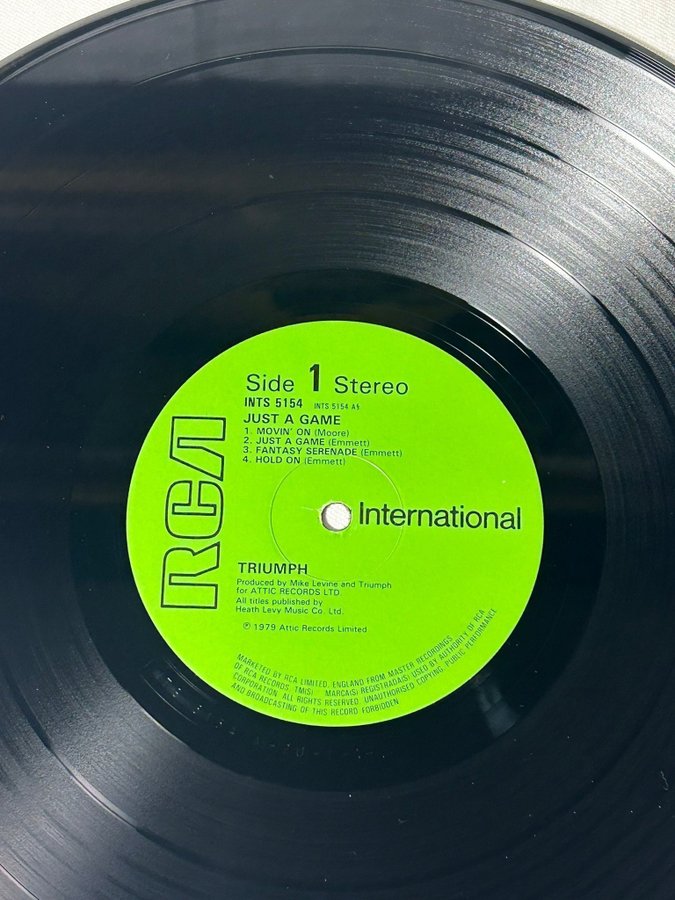 Side 1 Stereo
INTS 5154 INTS 5154 A§
JUST A GAME
1. MOVIN' ON (Moore)
2. JUST A GAME (Emmett)
3. FANTASY SERENADE (Emmett)
4. HOLD ON (Emmett)
RCA
International
TRIUMPH
Produced by Mike Levine and Triumph
for ATTIC RECORDS LTD.
All titles published by
Heath Levy Music Co. Ltd.
℗ 1979 Attic Records Limited
MARKETED BY RCA LIMITED, ENGLAND FROM MASTER RECORDINGS
OF RCA RECORDS. TM(S) MARCA(S) REGISTRADA(S) USED BY AUTHORITY OF RCA
CORPORATION. ALL RIGHTS RESERVED. UNAUTHORISED COPYING, PUBLIC PERFORMANCE
AND BROADCASTING OF THIS RECORD FORBIDDEN